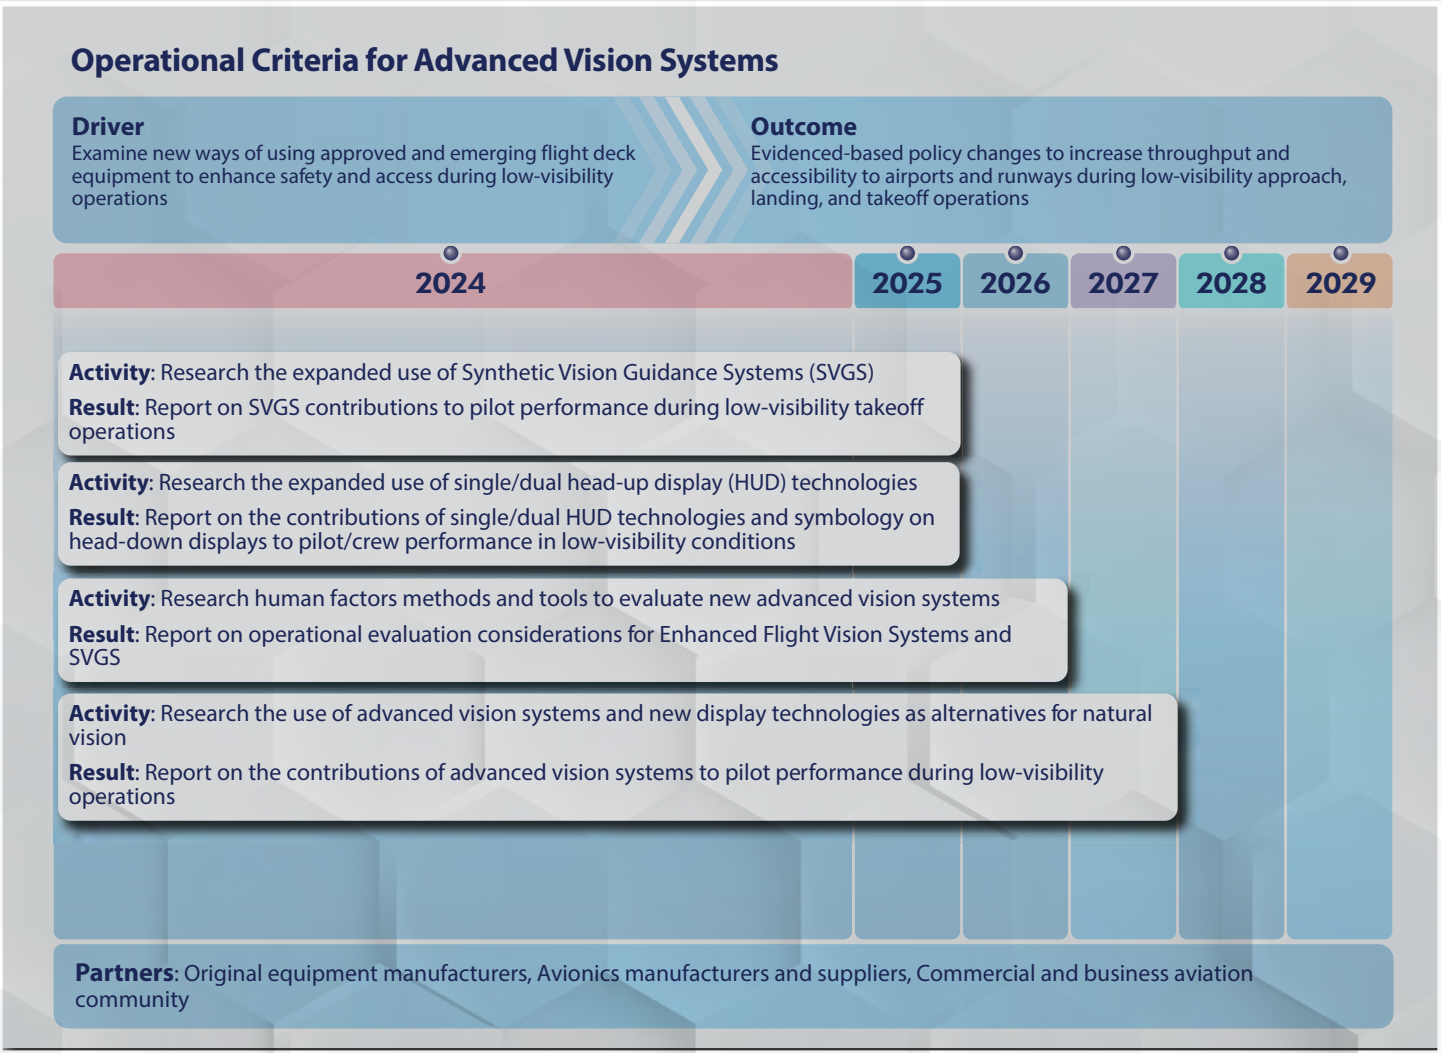 Operational Criteria for Advanced Vision Systems
Driver
Examine new ways of using approved and emerging flight deck
equipment to enhance safety and access during low-visibility
operations
Outcome
Evidenced-based policy changes to increase throughput and
accessibility to airports and runways during low-visibility approach,
landing, and takeoff operations
2024
2025
2026
2027
2028
2029
Activity: Research the expanded use of Synthetic Vision Guidance Systems (SVGS)
Result: Report on SVGS contributions to pilot performance during low-visibility takeoff
operations
Activity: Research the expanded use of single/dual head-up display (HUD) technologies
Result: Report on the contributions of single/dual HUD technologies and symbology on
head-down displays to pilot/crew performance in low-visibility conditions
Activity: Research human factors methods and tools to evaluate new advanced vision systems
Result: Report on operational evaluation considerations for Enhanced Flight Vision Systems and
SVGS
Activity: Research the use of advanced vision systems and new display technologies as alternatives for natural
vision
Result: Report on the contributions of advanced vision systems to pilot performance during low-visibility
operations
Partners: Original equipment manufacturers, Avionics manufacturers and suppliers, Commercial and business aviation
community